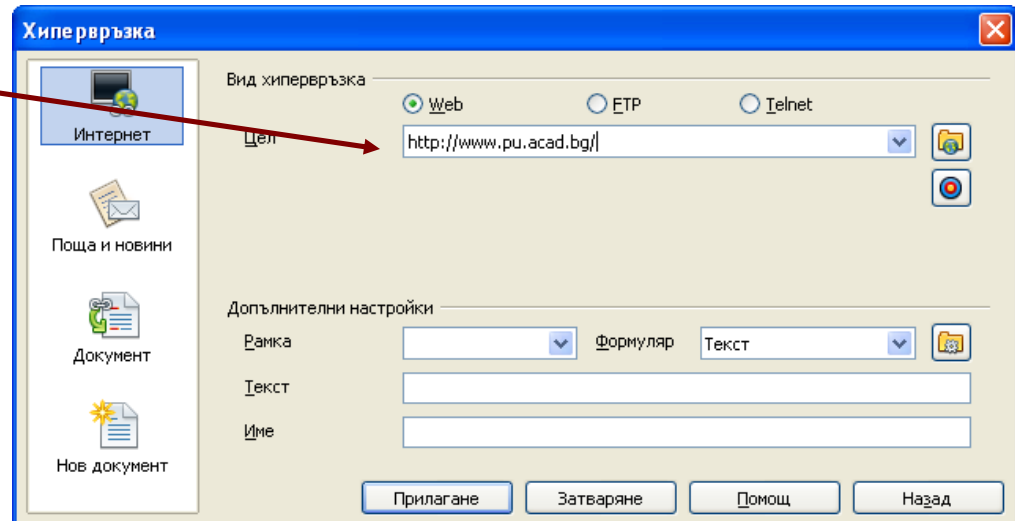 Хипервръзка
Интернет
Поща и новини
Документ
Нов документ
Вид хипервръзка
Web FTP Telnet
Цел http://www.pu.acad.bg/
Допълнителни настройки
Рамка Формуляр Текст
Текст
Име
Прилагане Затваряне Помощ Назад